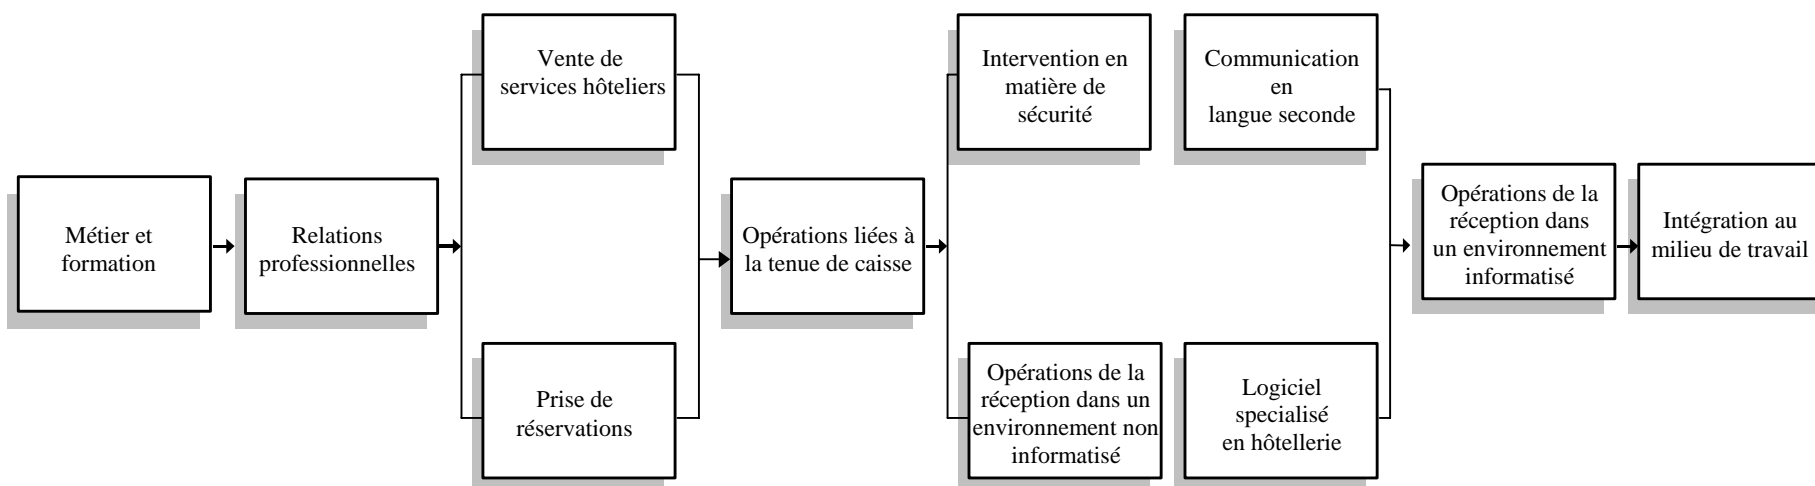 Métier et
formation
Relations
professionnelles
Vente de
services hôteliers
Prise de
réservations
Opérations liées à
la tenue de caisse
Intervention en
matière de
sécurité
Opérations de la
réception dans un
environnement non
informatisé
Communication
en
langue seconde
Logiciel
specialisé
en hôtellerie
Opérations de la
réception dans
un environnement
informatisé
Intégration au
milieu de travail